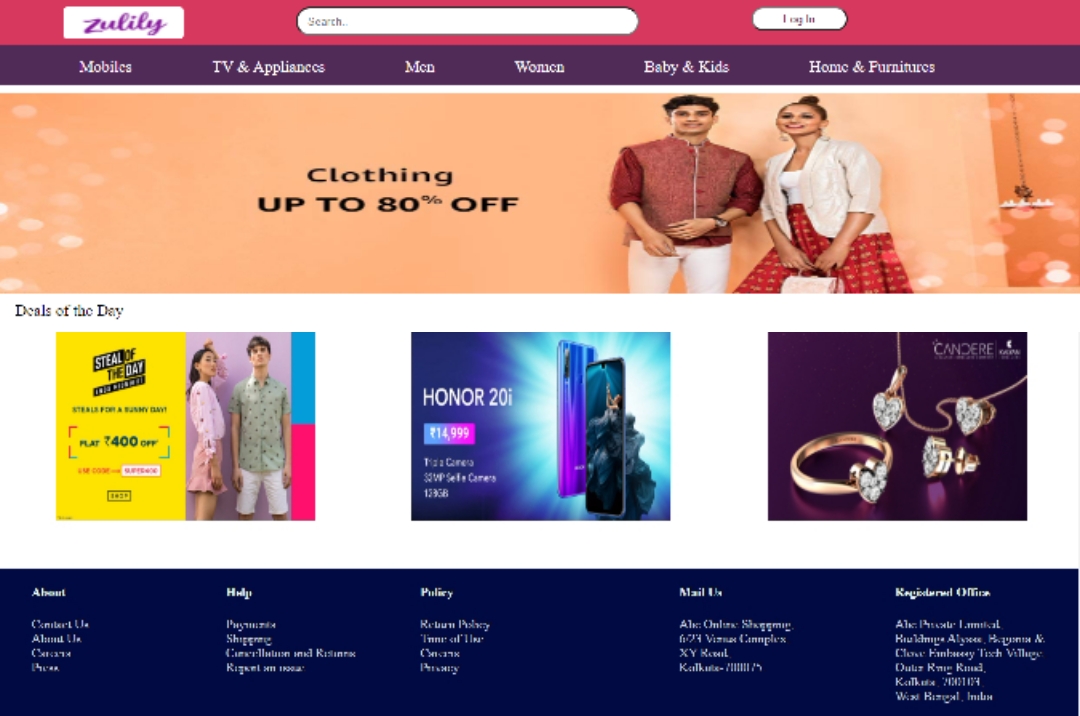 zulily
Search..
Log In
Mobiles TV & Appliances Men Women Baby & Kids Home & Furnitures
Clothing
UP TO 80% OFF
Deals of the Day
STEAL OF
THE DAY
STEALS FOR A SUNNY DAY!
FLAT ₹400 OFF*
USE CODE SUPER400
SHOP
HONOR 20i
₹14,999
Triple Camera
32MP Selfie Camera
128GB
CANDERE
KALYAN
About
Contact Us
About Us
Careers
Press
Help
Payments
Shipping
Cancellation and Returns
Report an issue
Policy
Return Policy
Time of Use
Careers
Privacy
Mail Us
Abc Online Shopping,
6/23 Venus Complex
XY Road,
Kolkata-700075
Registered Office
Abc Private Limited,
Buildings Alyssa, Begonia &
Clove Embassy Tech Village,
Outer Ring Road,
Kolkata, 700103,
West Bengal, India